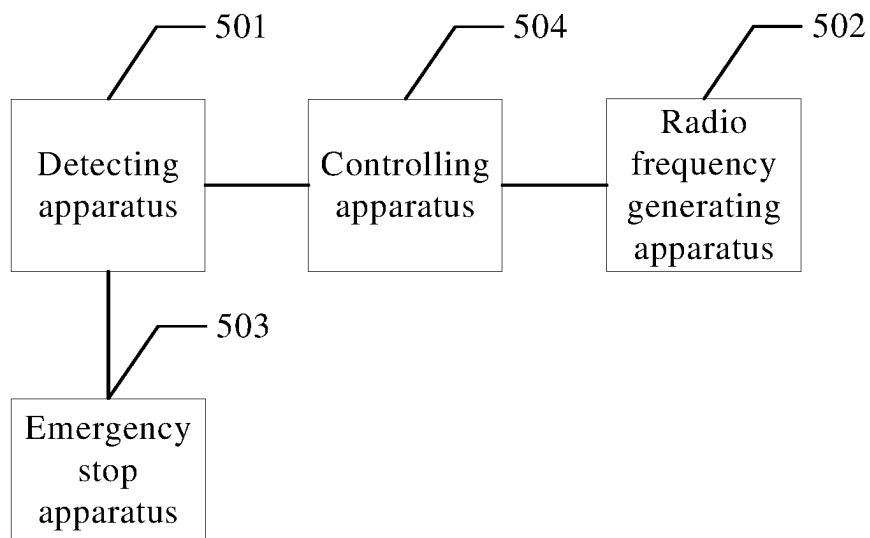 501
504
502
Detecting
apparatus
Controlling
apparatus
Radio
frequency
generating
apparatus
503
Emergency
stop
apparatus